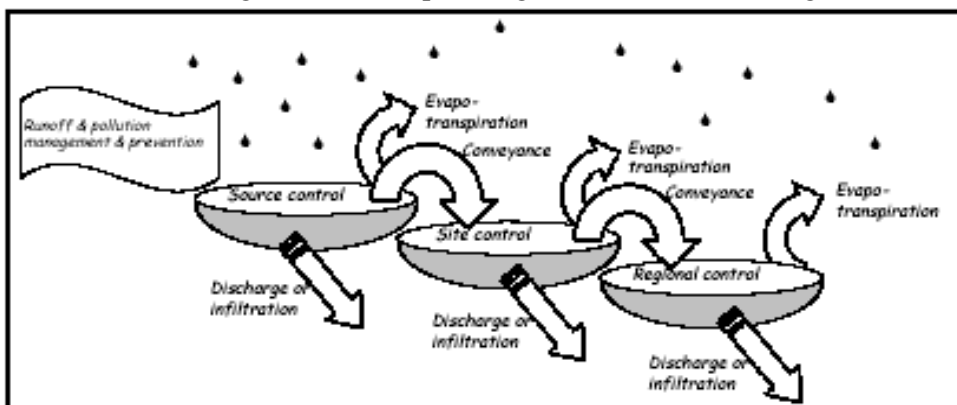 Runoff & pollution
management & prevention
Evapo-
transpiration
Conveyance
Source control
Evapo-
transpiration
Conveyance
Site control
Evapo-
transpiration
Regional control
Discharge or
infiltration
Discharge or
infiltration
Discharge or
infiltration